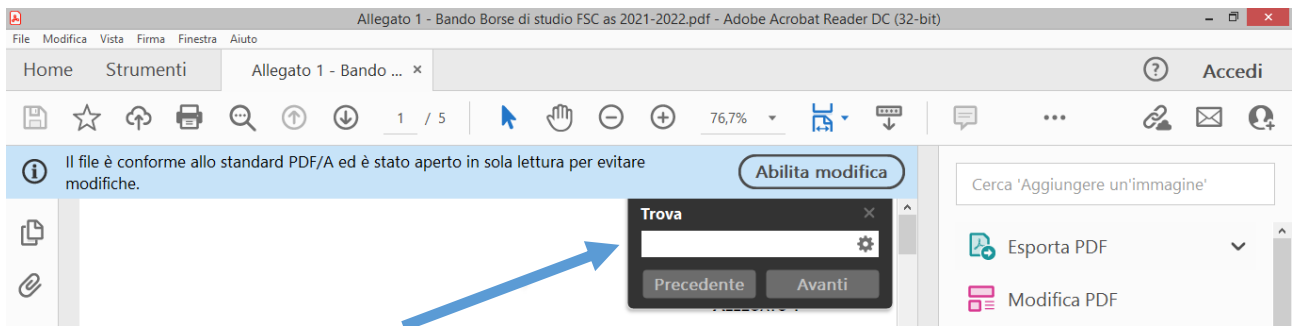 Allegato 1 - Bando Borse di studio FSC as 2021-2022.pdf - Adobe Acrobat Reader DC (32-bit)
File Modifica Vista Firma Finestra Aiuto
Home Strumenti Allegato 1 - Bando ... × Accedi
1 / 5 76,7%
Il file è conforme allo standard PDF/A ed è stato aperto in sola lettura per evitare
modifiche.
Abilita modifica
Cerca 'Aggiungere un'immagine'
Trova
Esporta PDF
Precedente Avanti
Modifica PDF